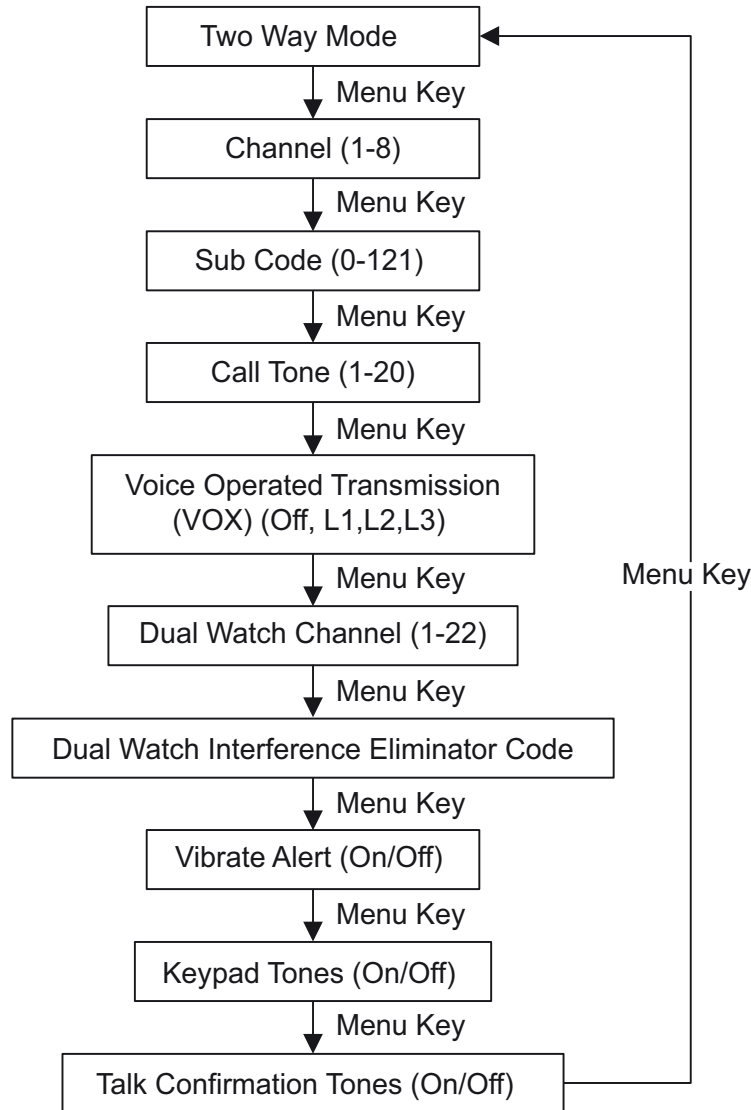 Two Way Mode
Menu Key
Channel (1-8)
Menu Key
Sub Code (0-121)
Menu Key
Call Tone (1-20)
Menu Key
Voice Operated Transmission
(VOX) (Off, L1,L2,L3)
Menu Key
Menu Key
Dual Watch Channel (1-22)
Menu Key
Dual Watch Interference Eliminator Code
Menu Key
Vibrate Alert (On/Off)
Menu Key
Keypad Tones (On/Off)
Menu Key
Talk Confirmation Tones (On/Off)